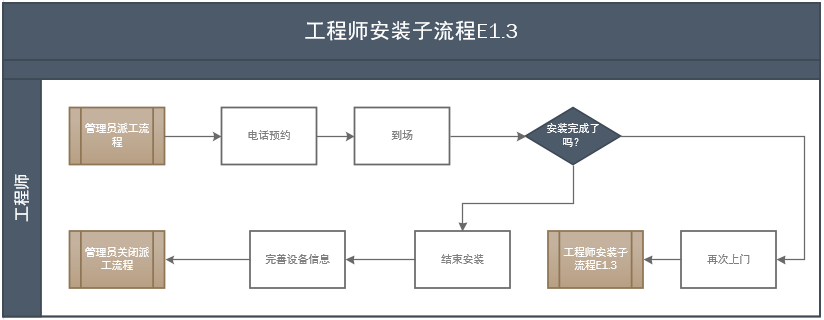 工程师安装子流程E1.3
工程师
管理员派工流
程
电话预约
到场
安装完成了
吗?
管理员关闭派
工流程
完善设备信息
结束安装
工程师安装子
流程E1.3
再次上门